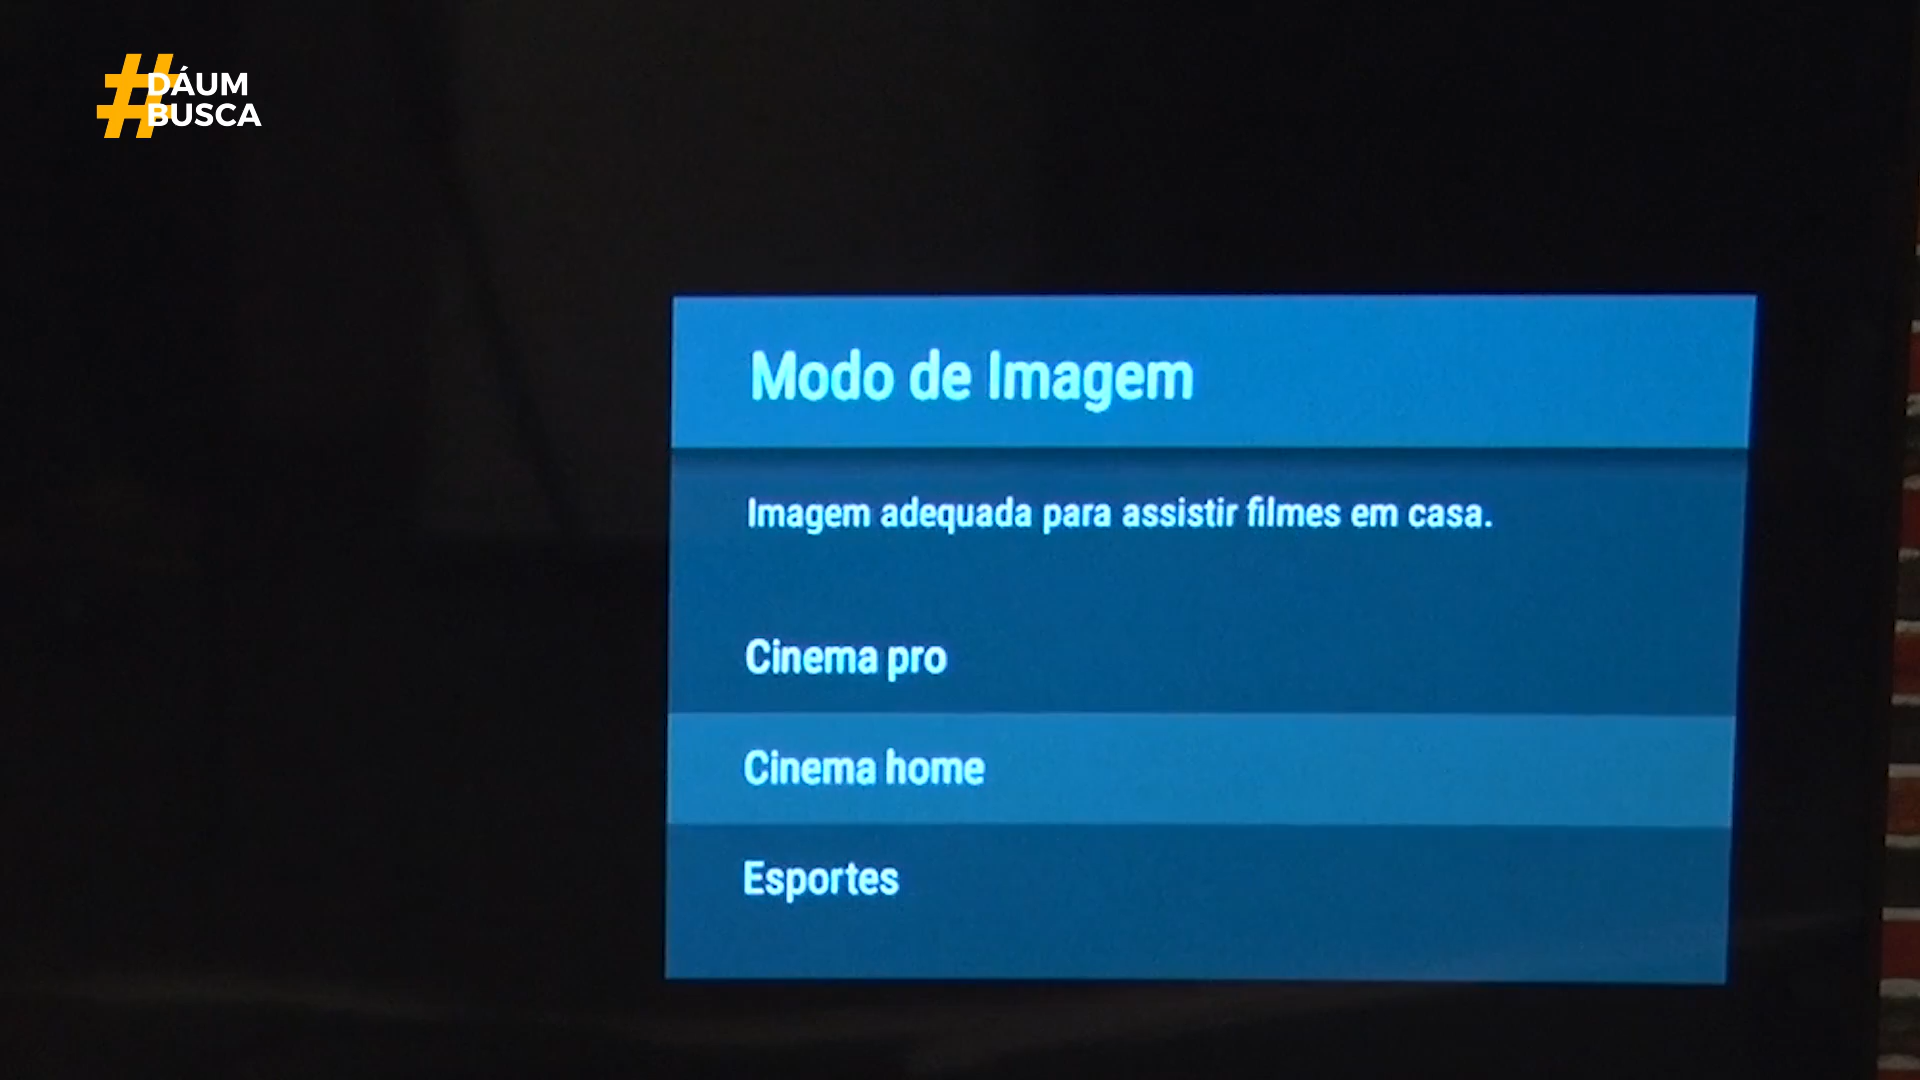 #DÁUM
BUSCA
Modo de Imagem
Imagem adequada para assistir filmes em casa.
Cinema pro
Cinema home
Esportes